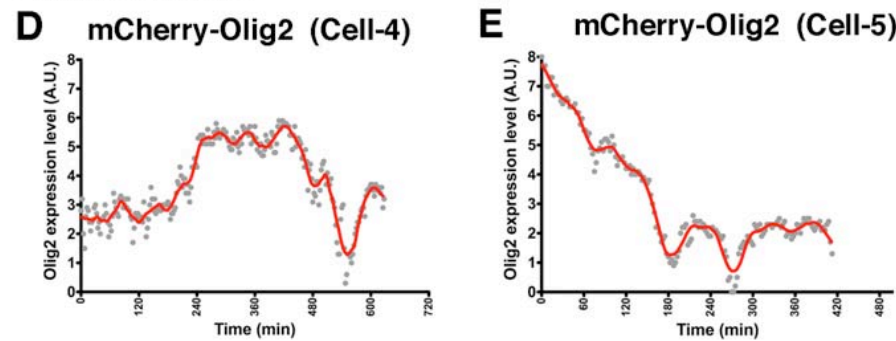 D mCherry-Olig2 (Cell-4)
Olig2 expression level (A.U.)
8
7
6
5
4
3
2
1
0
0 120 240 360 480 600 720
Time (min)
E mCherry-Olig2 (Cell-5)
Olig2 expression level (A.U.)
8
7
6
5
4
3
2
1
0
0 60 120 180 240 300 360 420 480
Time (min)